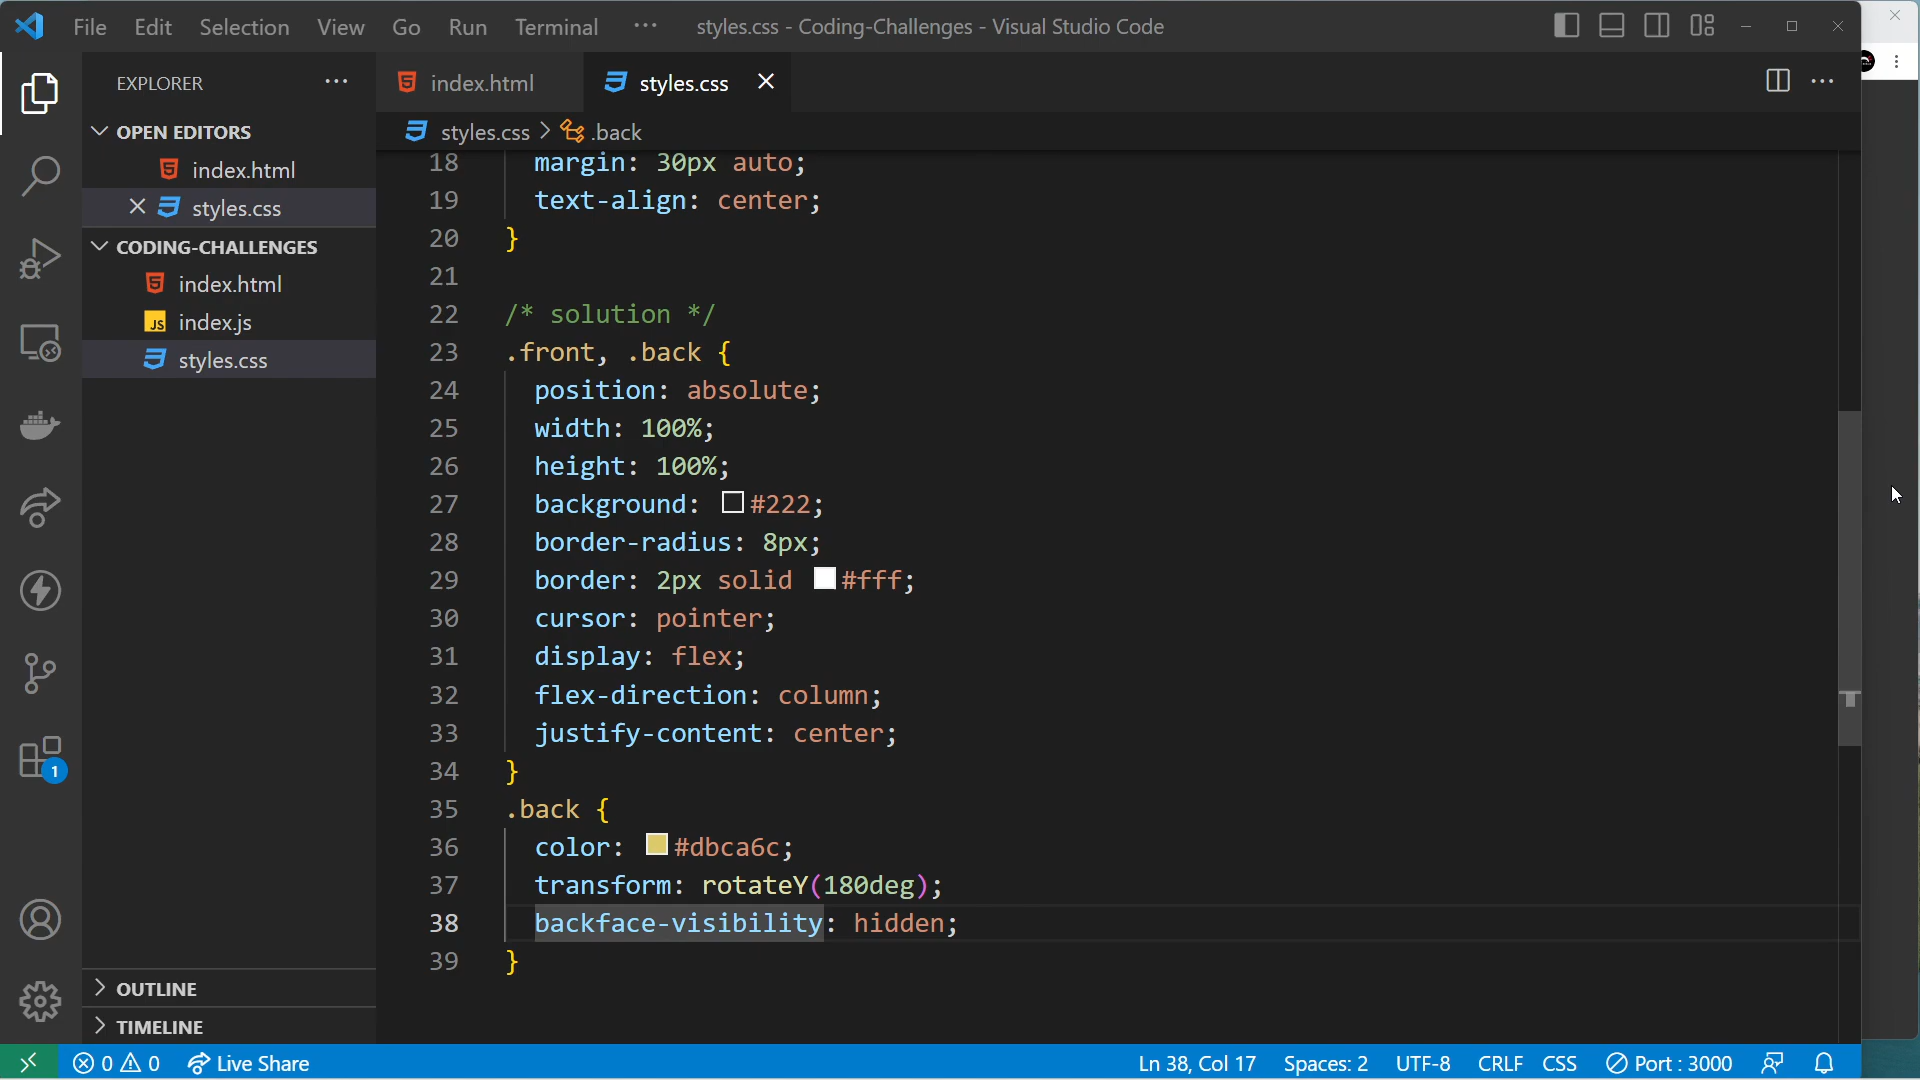 File Edit Selection View Go Run Terminal ··· styles.css - Coding-Challenges - Visual Studio Code
EXPLORER ···
OPEN EDITORS
index.html
styles.css
CODING-CHALLENGES
index.html
JS index.js
styles.css
OUTLINE
TIMELINE
index.html styles.css
styles.css > .back
18 margin: 30px auto;
19 text-align: center;
20 }
21
22 /* solution */
23 .front, .back {
24 position: absolute;
25 width: 100%;
26 height: 100%;
27 background: #222;
28 border-radius: 8px;
29 border: 2px solid #fff;
30 cursor: pointer;
31 display: flex;
32 flex-direction: column;
33 justify-content: center;
34 }
35 .back {
36 color: #dbca6c;
37 transform: rotateY(180deg);
38 backface-visibility: hidden;
39 }
1
0 0 Live Share Ln 38, Col 17 Spaces: 2 UTF-8 CRLF CSS Port : 3000